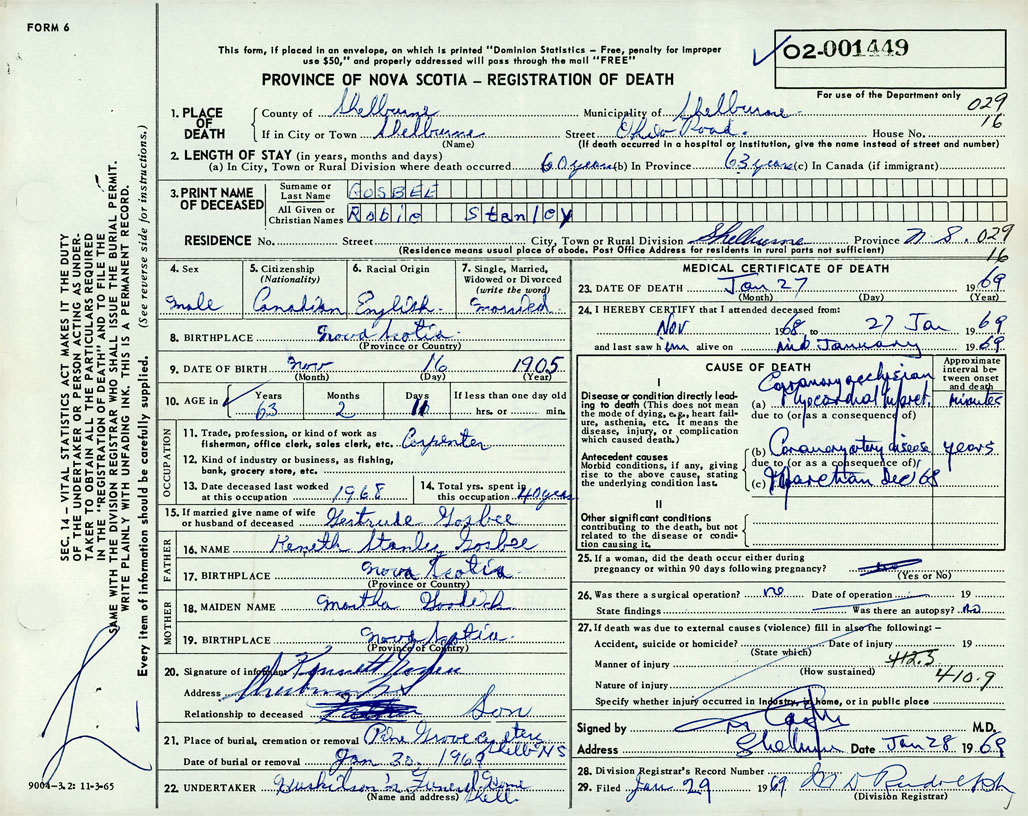 FORM 6
This form, if placed in an envelope, on which is printed "Dominion Statistics – Free, penalty for improper
use $50," and properly addressed will pass through the mail "FREE"
PROVINCE OF NOVA SCOTIA – REGISTRATION OF DEATH
02-001449
For use of the Department only
029
16
1. PLACE OF DEATH
County of Shelburne Municipality of Shelburne
If in City or Town Shelburne Street Ohio Road. House No.
(Name) (If death occurred in a hospital or institution, give the name instead of street and number)
2. LENGTH OF STAY (in years, months and days)
(a) In City, Town or Rural Division where death occurred 60 years (b) In Province 63 years (c) In Canada (if immigrant)
3. PRINT NAME OF DECEASED
Surname or Last Name GOSBEE
All Given or Christian Names Robie Stanley
RESIDENCE No. Street City, Town or Rural Division Shelburne Province N.S. 029
16
(Residence means usual place of abode. Post Office Address for residents in rural parts not sufficient)
4. Sex Male
5. Citizenship (Nationality) Canadian
6. Racial Origin English
7. Single, Married, Widowed or Divorced (write the word) Married
8. BIRTHPLACE Nova Scotia
(Province or Country)
9. DATE OF BIRTH Nov 16 1905
(Month) (Day) (Year)
10. AGE in Years 63 Months 2 Days 11 If less than one day old hrs. or min.
OCCUPATION
11. Trade, profession, or kind of work as
fisherman, office clerk, sales clerk, etc. Carpenter
12. Kind of industry or business, as fishing,
bank, grocery store, etc.
13. Date deceased last worked
at this occupation 1968
14. Total yrs. spent in
this occupation 40 years
15. If married give name of wife
or husband of deceased Gertrude Gosbee
FATHER
16. NAME Keneth Stanley Gosbee
17. BIRTHPLACE Nova Scotia
(Province or Country)
MOTHER
18. MAIDEN NAME Martha
19. BIRTHPLACE Nova Scotia
(Province or Country)
20. Signature of informant Kenneth Gosbee
Address
Relationship to deceased Son
21. Place of burial, cremation or removal Pine Grove Cemetery
Shelb NS
Date of burial or removal Jan 30, 1969
22. UNDERTAKER Huskilson's Funeral Home
(Name and address) Shelb.
MEDICAL CERTIFICATE OF DEATH
23. DATE OF DEATH Jan 27 1969
(Month) (Day) (Year)
24. I HEREBY CERTIFY that I attended deceased from:
Nov 1968 to 27 Jan 1969
and last saw him alive on mid January 1969
CAUSE OF DEATH
Approximate interval between onset and death
I
Disease or condition directly leading
to death (This does not mean
the mode of dying, e.g., heart failure,
asthenia, etc. It means the
disease, injury, or complication
which caused death.)
Coronary occlusion
(a) Myocardial infarct. minutes
due to (or as a consequence of)
Antecedent causes
Morbid conditions, if any, giving
rise to the above cause, stating
the underlying condition last.
(b) Coronary artery disease years
due to (or as a consequence of)
(c) Dec 68
II
Other significant conditions
contributing to the death, but not
related to the disease or condition
causing it.
25. If a woman, did the death occur either during
pregnancy or within 90 days following pregnancy?
(Yes or No)
26. Was there a surgical operation? no Date of operation 19
State findings Was there an autopsy? no
27. If death was due to external causes (violence) fill in also the following:–
Accident, suicide or homicide? Date of injury 19
(State which)
Manner of injury 412.3
(How sustained)
410.9
Nature of injury
Specify whether injury occurred in Industry, home, or in public place
Signed by M.D.
Address Shelburne Date Jan 28 1969
28. Division Registrar's Record Number
29. Filed Jan 29 1969 M D Rudolph
(Division Registrar)
SEC. 14 – VITAL STATISTICS ACT MAKES IT THE DUTY
OF THE UNDERTAKER OR PERSON ACTING AS UNDERTAKER
TO OBTAIN ALL THE PARTICULARS REQUIRED
IN THE "REGISTRATION OF DEATH" AND TO FILE THE
SAME WITH THE DIVISION REGISTRAR WHO SHALL ISSUE THE BURIAL PERMIT.
WRITE PLAINLY WITH UNFADING INK. THIS IS A PERMANENT RECORD.
Every item of information should be carefully supplied. (See reverse side for instructions.)
9004–3.2: 11-3-65